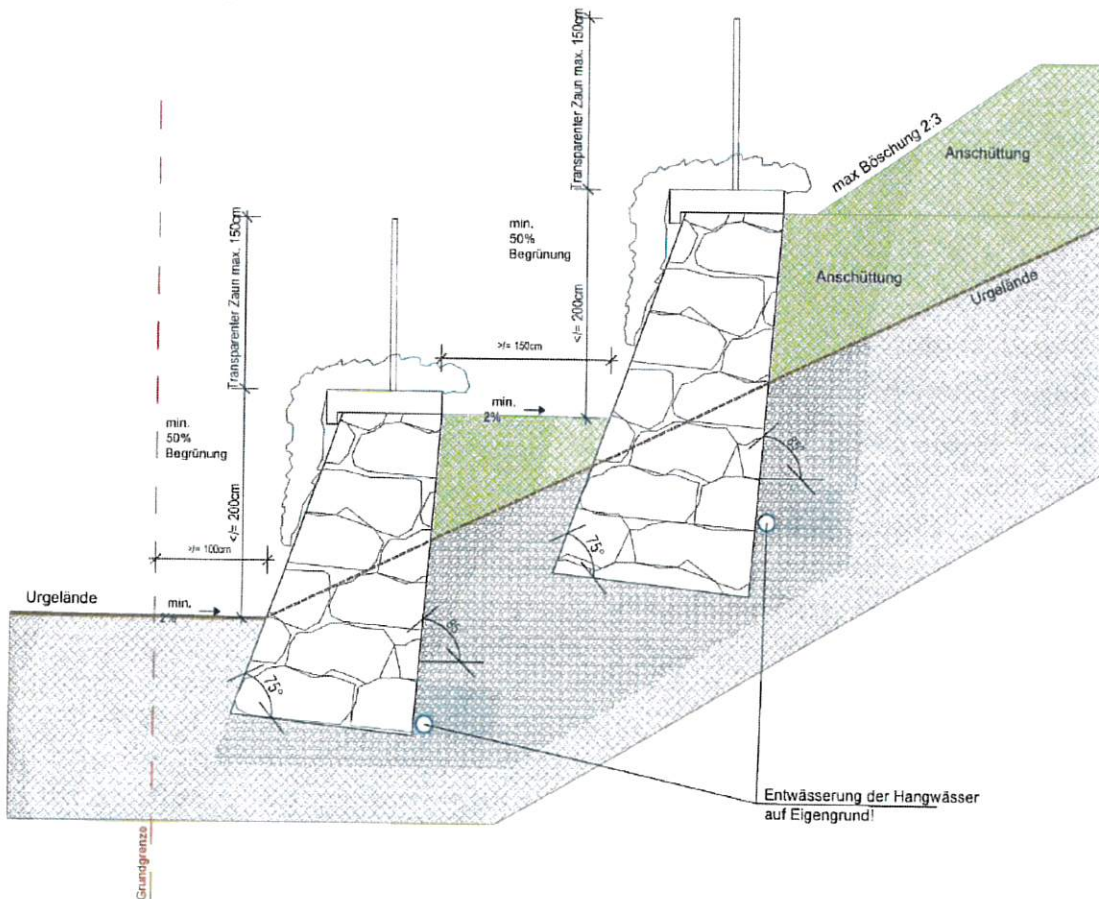 Transparenter Zaun max. 150cm
max Böschung 2:3
Anschüttung
min.
50%
Begrünung
</= 200cm
Anschüttung
Urgelände
Transparenter Zaun max. 150cm
>/= 150cm
min.
2%
min.
50%
Begrünung
</= 200cm
85°
>/= 100cm
75°
Urgelände
min.
2%
75°
Entwässerung der Hangwässer
auf Eigengrund!
Grundgrenze